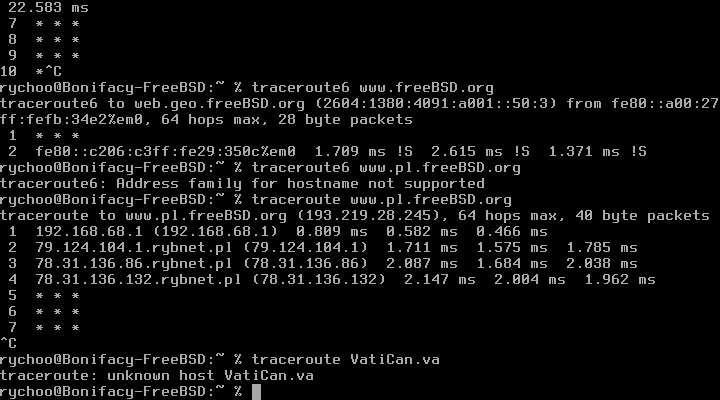 22.583 ms
7 * * *
8 * * *
9 * * *
10 *^C
rychoo@Bonifacy-FreeBSD:~ % traceroute6 www.freeBSD.org
traceroute6 to web.geo.freeBSD.org (2604:1380:4091:a001::50:3) from fe80::a00:27
ff:fefb:34e2%em0, 64 hops max, 28 byte packets
1 * * *
2 fe80::c206:c3ff:fe29:350c%em0 1.709 ms !S 2.615 ms !S 1.371 ms !S
rychoo@Bonifacy-FreeBSD:~ % traceroute6 www.pl.freeBSD.org
traceroute6: Address family for hostname not supported
rychoo@Bonifacy-FreeBSD:~ % traceroute www.pl.freeBSD.org
traceroute to www.pl.freeBSD.org (193.219.28.245), 64 hops max, 40 byte packets
1 192.168.68.1 (192.168.68.1) 0.809 ms 0.582 ms 0.466 ms
2 79.124.104.1.rybnet.pl (79.124.104.1) 1.711 ms 1.575 ms 1.785 ms
3 78.31.136.86.rybnet.pl (78.31.136.86) 2.087 ms 1.684 ms 2.038 ms
4 78.31.136.132.rybnet.pl (78.31.136.132) 2.147 ms 2.004 ms 1.962 ms
5 * * *
6 * * *
7 * * *
^C
rychoo@Bonifacy-FreeBSD:~ % traceroute VatiCan.va
traceroute: unknown host VatiCan.va
rychoo@Bonifacy-FreeBSD:~ %